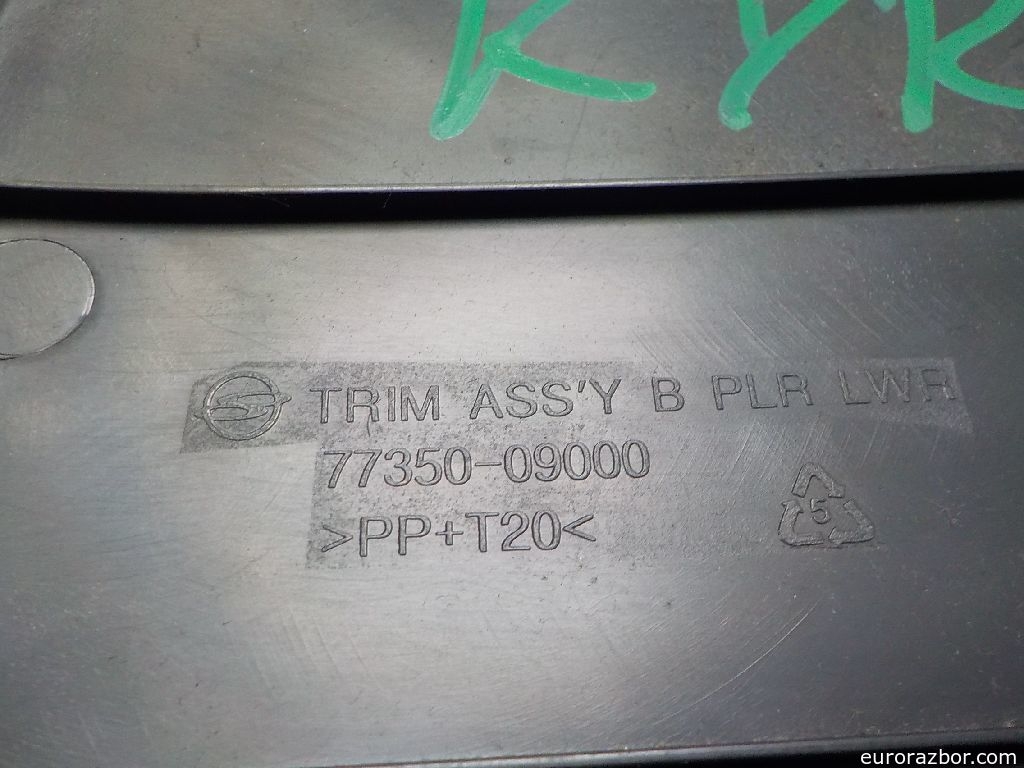 TRIM ASS'Y B PLR LWR
77350-09000
>PP+T20<
5
eurorazbor.com